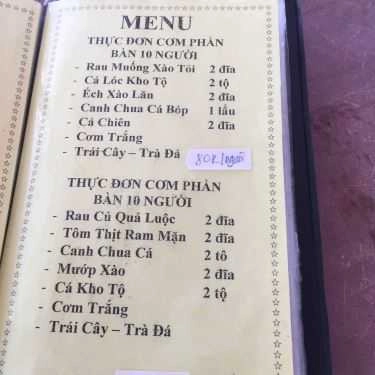 MENU
THỰC ĐƠN CƠM PHẦN
BÀN 10 NGƯỜI
- Rau Muống Xào Tỏi 2 dĩa
- Cá Lóc Kho Tộ 2 tộ
- Ếch Xào Lăn 2 dĩa
- Canh Chua Cá Bóp 1 lẩu
- Cá Chiên 2 dĩa
- Cơm Trắng
- Trái Cây – Trà Đá 80k/người
THỰC ĐƠN CƠM PHẦN
BÀN 10 NGƯỜI
- Rau Củ Quả Luộc 2 dĩa
- Tôm Thịt Ram Mặn 2 dĩa
- Canh Chua Cá 2 tô
- Mướp Xào 2 dĩa
- Cá Kho Tộ 2 tộ
- Cơm Trắng
- Trái Cây – Trà Đá